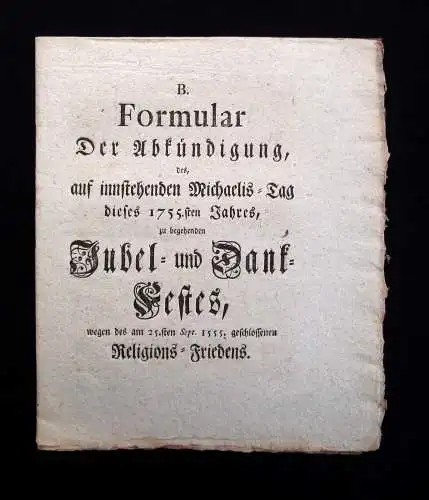 B.
Formular
Der Abkündigung,
des,
auf innstehenden Michaelis-Tag
dieses 1755.sten Jahres,
zu begehenden
Jubel- und Dank-
Festes,
wegen des am 25.sten Sept. 1555. geschlossenen
Religions-Friedens.